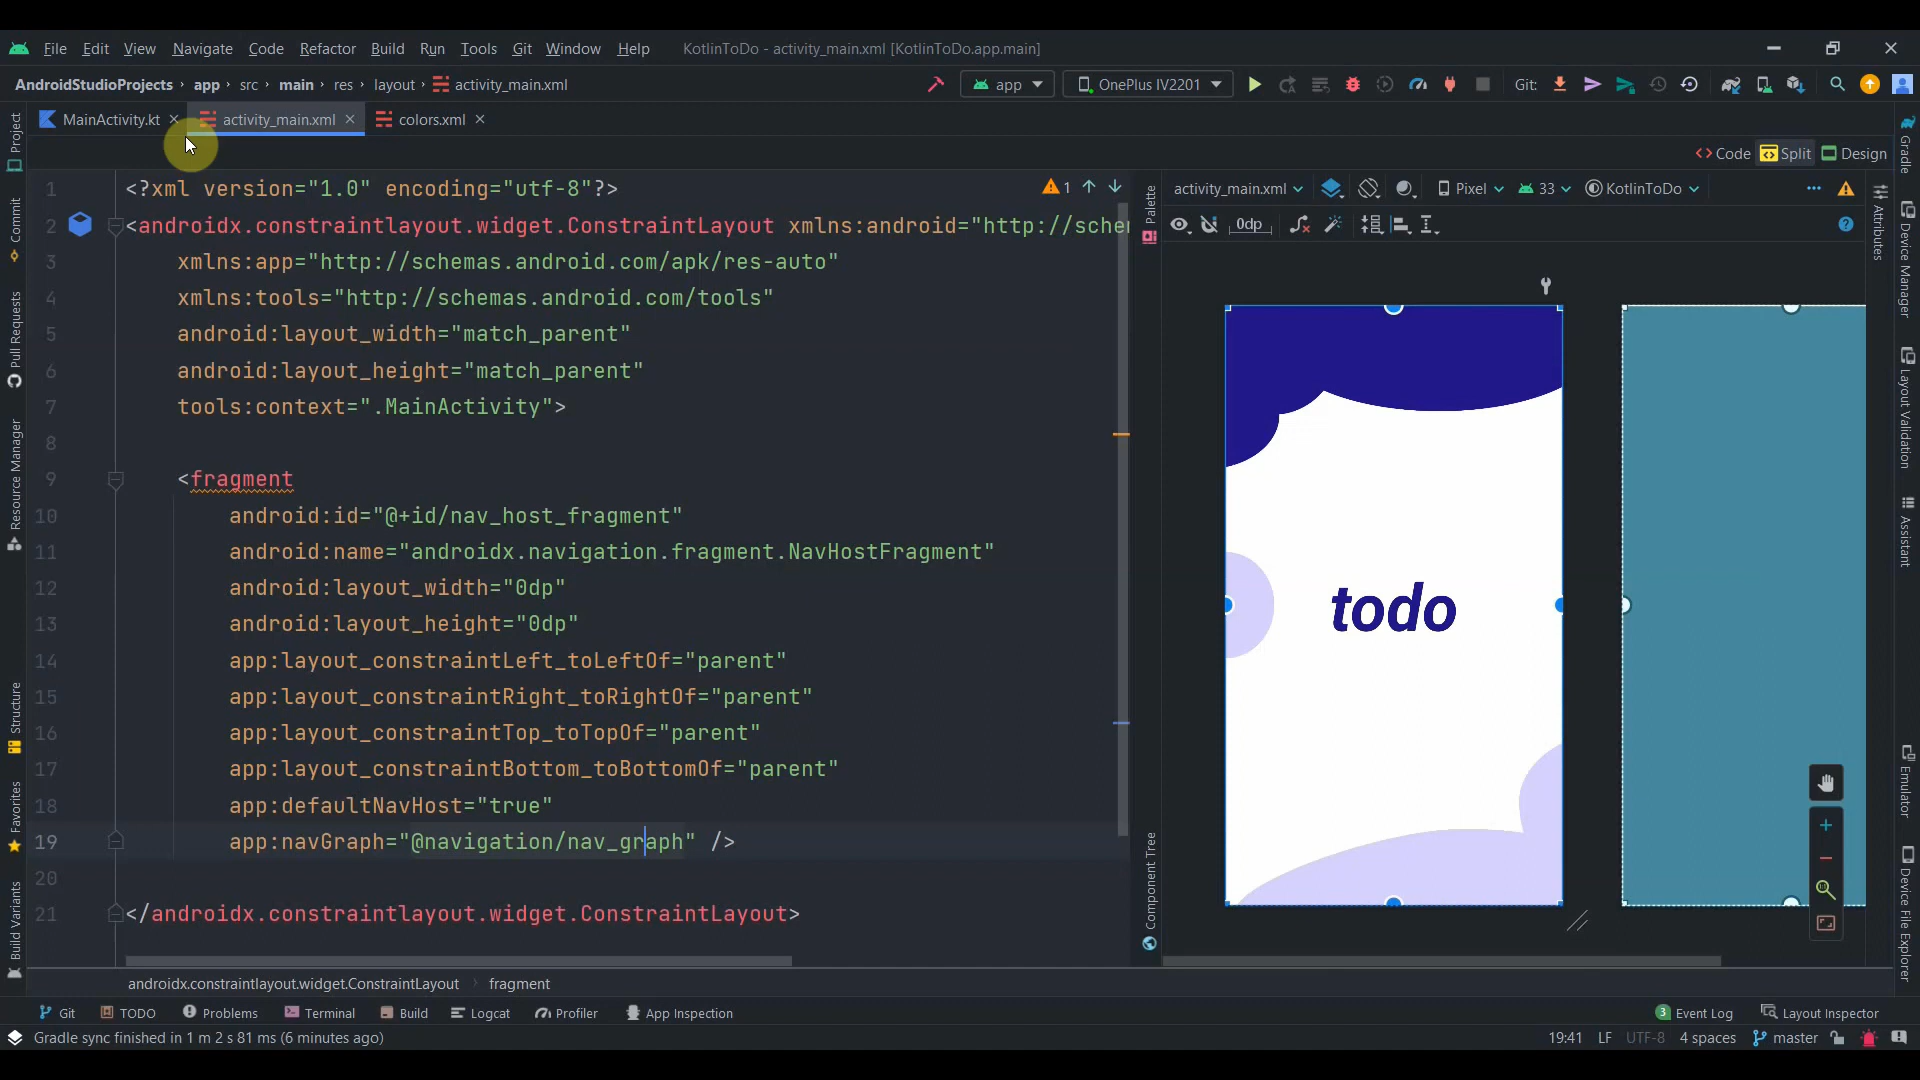 File Edit View Navigate Code Refactor Build Run Tools Git Window Help KotlinToDo - activity_main.xml [KotlinToDo.app.main]
AndroidStudioProjects app src main res layout activity_main.xml app OnePlus IV2201 Git:
MainActivity.kt activity_main.xml colors.xml
Code Split Design
activity_main.xml Pixel 33 KotlinToDo
0dp
1 <?xml version="1.0" encoding="utf-8"?>
1
2 <androidx.constraintlayout.widget.ConstraintLayout xmlns:android="http://sche
3 xmlns:app="http://schemas.android.com/apk/res-auto"
4 xmlns:tools="http://schemas.android.com/tools"
5 android:layout_width="match_parent"
6 android:layout_height="match_parent"
7 tools:context=".MainActivity">
8
9 <fragment
10 android:id="@+id/nav_host_fragment"
11 android:name="androidx.navigation.fragment.NavHostFragment"
12 android:layout_width="0dp"
13 android:layout_height="0dp"
14 app:layout_constraintLeft_toLeftOf="parent"
15 app:layout_constraintRight_toRightOf="parent"
16 app:layout_constraintTop_toTopOf="parent"
17 app:layout_constraintBottom_toBottomOf="parent"
18 app:defaultNavHost="true"
19 app:navGraph="@navigation/nav_graph" />
20
21 </androidx.constraintlayout.widget.ConstraintLayout>
todo
Project
Commit
Pull Requests
Resource Manager
Structure
Favorites
Build Variants
Palette
Component Tree
Attributes
Gradle
Device Manager
Layout Validation
Assistant
Emulator
Device File Explorer
androidx.constraintlayout.widget.ConstraintLayout fragment
Git TODO Problems Terminal Build Logcat Profiler App Inspection 3 Event Log Layout Inspector
Gradle sync finished in 1 m 2 s 81 ms (6 minutes ago) 19:41 LF UTF-8 4 spaces master